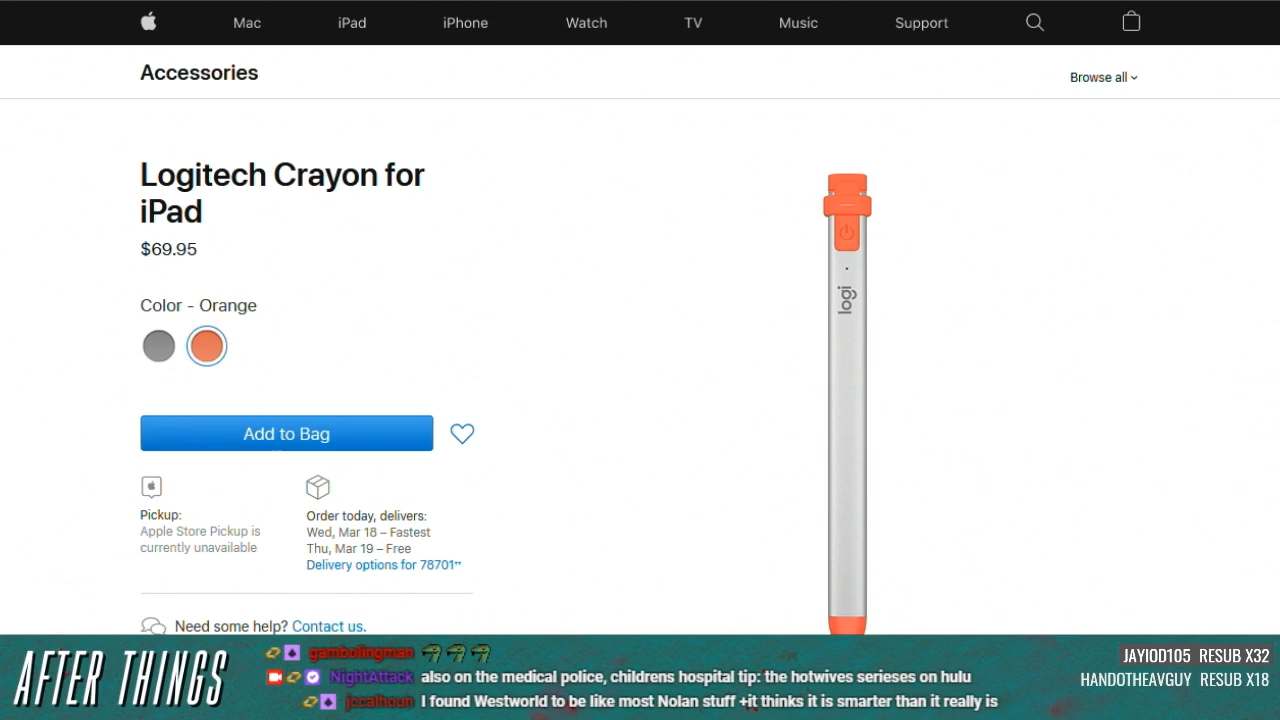 Mac iPad iPhone Watch TV Music Support
Accessories
Browse all
Logitech Crayon for
iPad
$69.95
Color - Orange
Add to Bag
Pickup:
Apple Store Pickup is
currently unavailable
Order today, delivers:
Wed, Mar 18 – Fastest
Thu, Mar 19 – Free
Delivery options for 78701**
Need some help? Contact us.
logi
AFTER THINGS
gambolingman
NightAttack also on the medical police, childrens hospital tip: the hotwives serieses on hulu
jccalhoun I found Westworld to be like most Nolan stuff +it thinks it is smarter than it really is
JAYIOD105 RESUB X32
HANDOTHEAVGUY RESUB X18